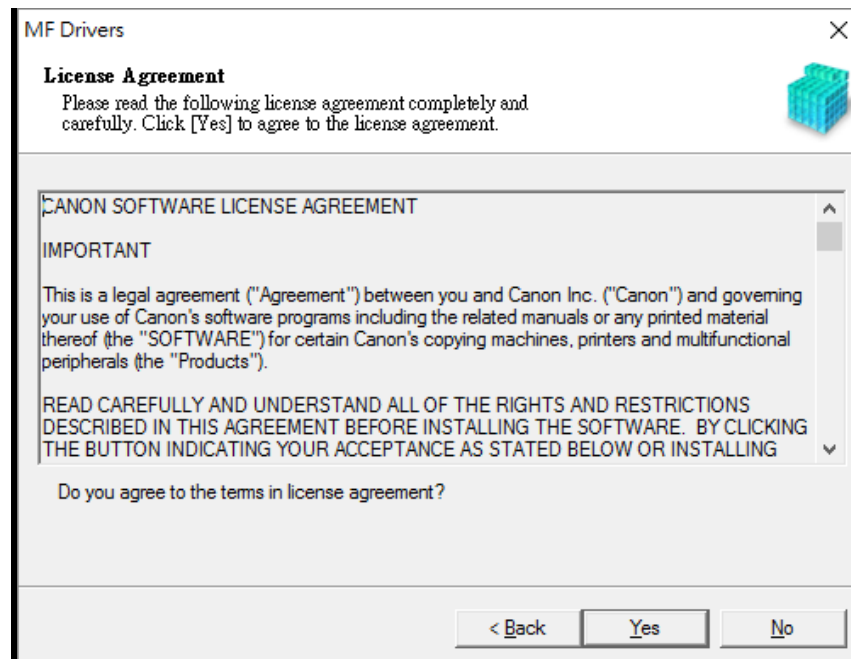 MF Drivers
License Agreement
Please read the following license agreement completely and
carefully. Click [Yes] to agree to the license agreement.
CANON SOFTWARE LICENSE AGREEMENT
IMPORTANT
This is a legal agreement ("Agreement") between you and Canon Inc. ("Canon") and governing
your use of Canon's software programs including the related manuals or any printed material
thereof (the "SOFTWARE") for certain Canon's copying machines, printers and multifunctional
peripherals (the "Products").
READ CAREFULLY AND UNDERSTAND ALL OF THE RIGHTS AND RESTRICTIONS
DESCRIBED IN THIS AGREEMENT BEFORE INSTALLING THE SOFTWARE.  BY CLICKING
THE BUTTON INDICATING YOUR ACCEPTANCE AS STATED BELOW OR INSTALLING
Do you agree to the terms in license agreement?
< Back Yes No